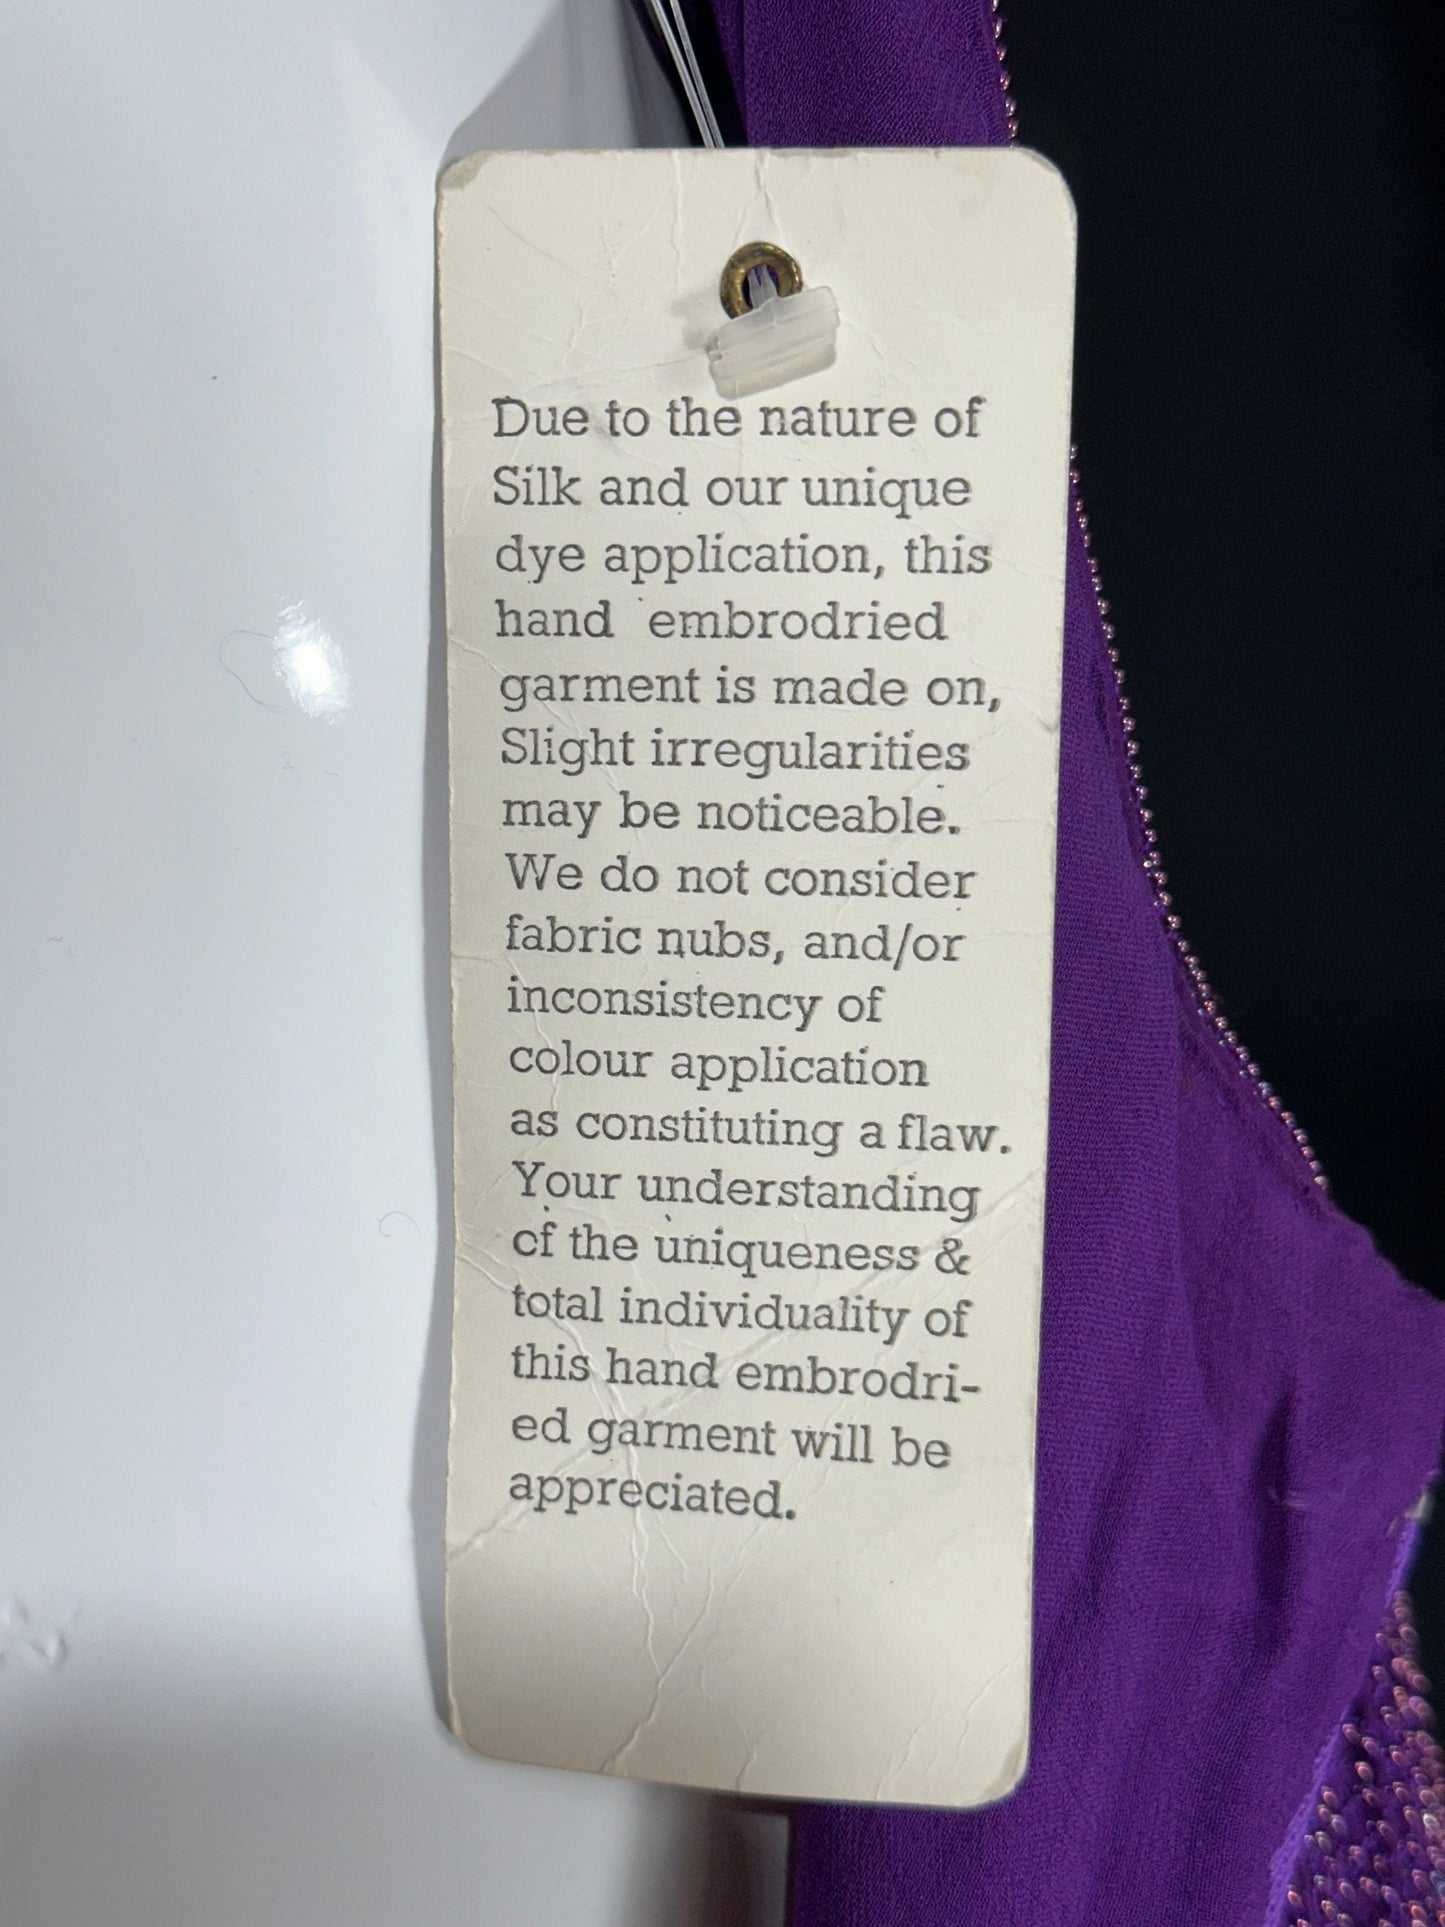 Due to the nature of
Silk and our unique
dye application, this
hand embrodried
garment is made on,
Slight irregularities
may be noticeable.
We do not consider
fabric nubs, and/or
inconsistency of
colour application
as constituting a flaw.
Your understanding
of the uniqueness &
total individuality of
this hand embrodri-
ed garment will be
appreciated.